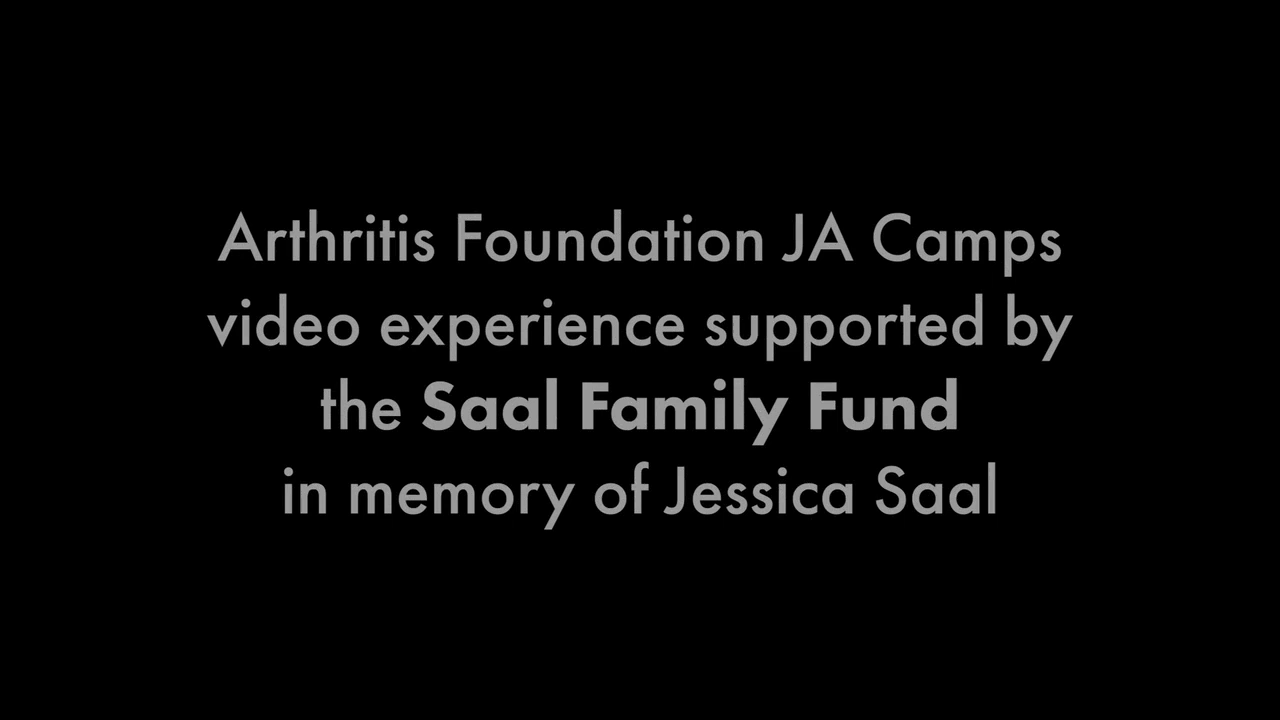 Arthritis Foundation JA Camps
video experience supported by
the Saal Family Fund
in memory of Jessica Saal